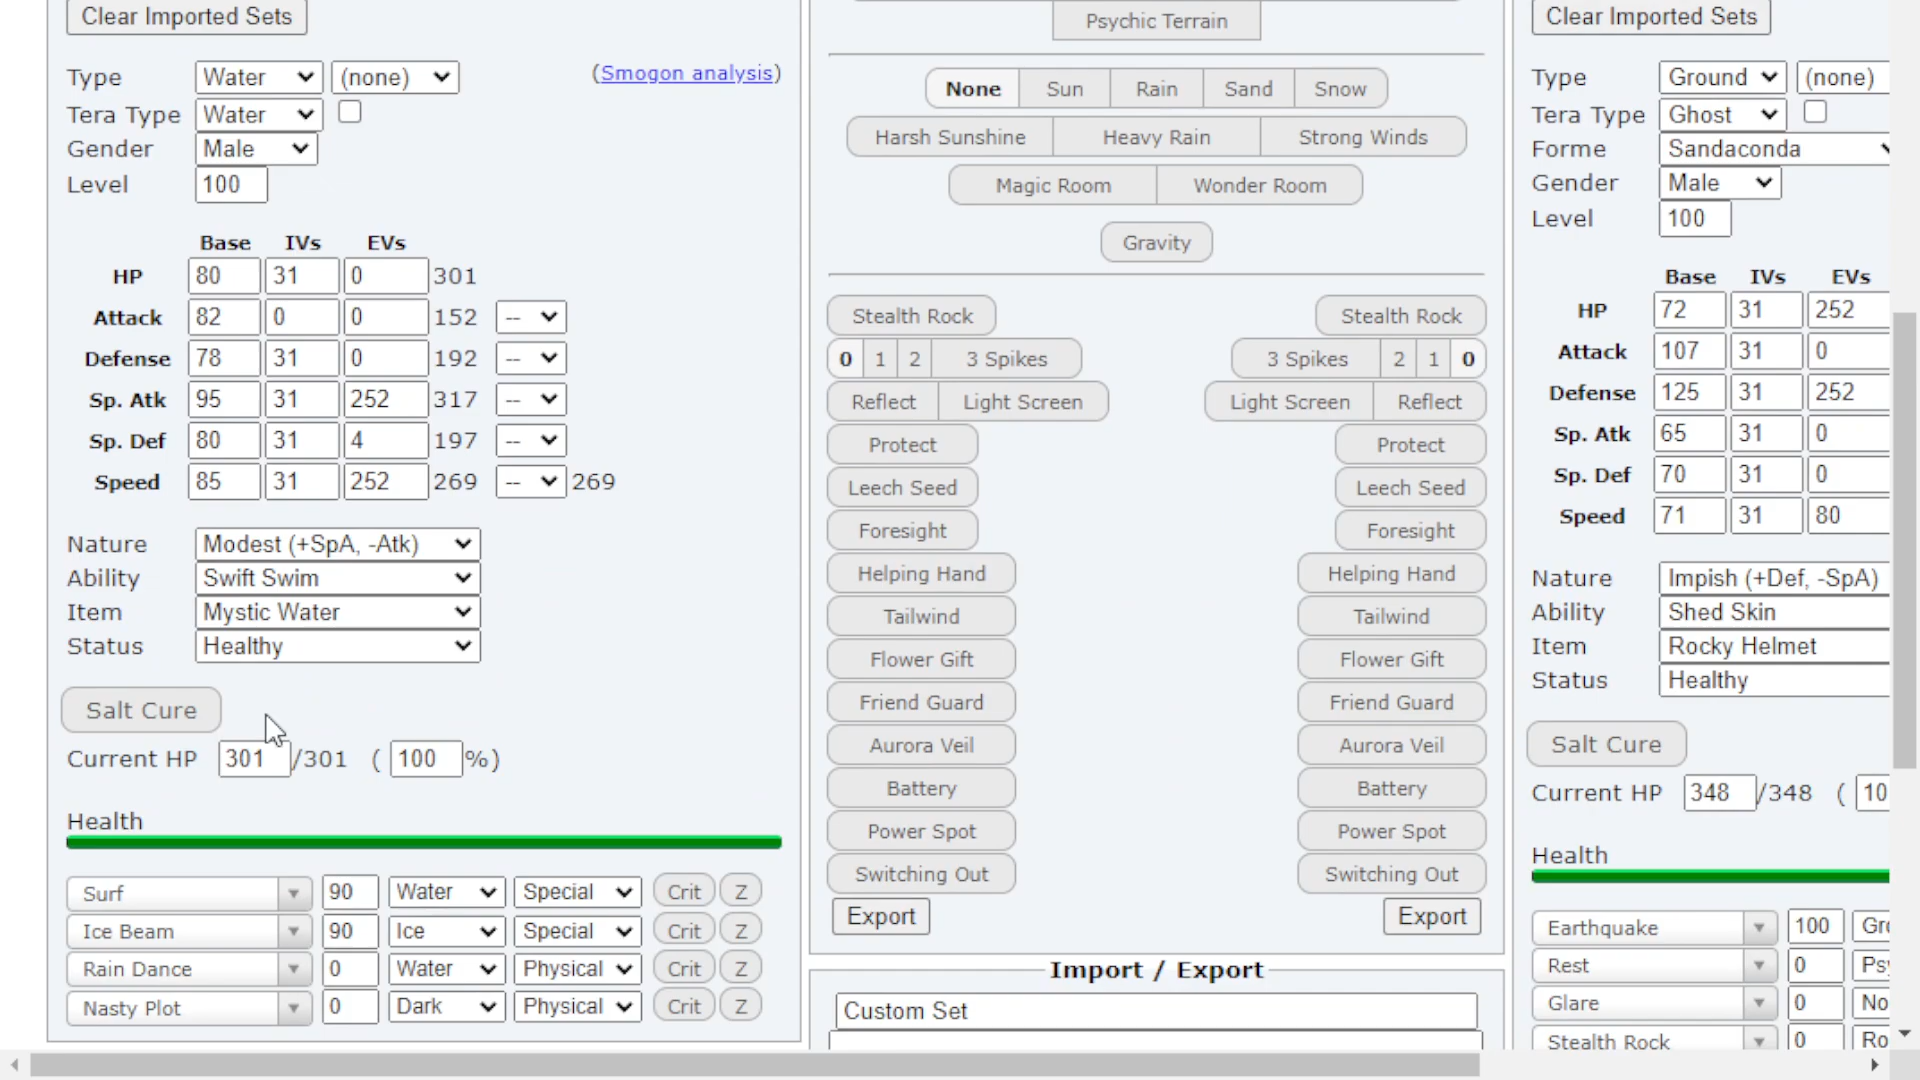 Clear Imported Sets
Type Water (none) (Smogon analysis)
Tera Type Water
Gender Male
Level 100
Base IVs EVs
HP 80 31 0 301
Attack 82 0 0 152 --
Defense 78 31 0 192 --
Sp. Atk 95 31 252 317 --
Sp. Def 80 31 4 197 --
Speed 85 31 252 269 -- 269
Nature Modest (+SpA, -Atk)
Ability Swift Swim
Item Mystic Water
Status Healthy
Salt Cure
Current HP 301 /301 ( 100 %)
Health
Surf 90 Water Special Crit Z
Ice Beam 90 Ice Special Crit Z
Rain Dance 0 Water Physical Crit Z
Nasty Plot 0 Dark Physical Crit Z
Psychic Terrain
None Sun Rain Sand Snow
Harsh Sunshine Heavy Rain Strong Winds
Magic Room Wonder Room
Gravity
Stealth Rock Stealth Rock
0 1 2 3 Spikes 3 Spikes 2 1 0
Reflect Light Screen Light Screen Reflect
Protect Protect
Leech Seed Leech Seed
Foresight Foresight
Helping Hand Helping Hand
Tailwind Tailwind
Flower Gift Flower Gift
Friend Guard Friend Guard
Aurora Veil Aurora Veil
Battery Battery
Power Spot Power Spot
Switching Out Switching Out
Export Export
Import / Export
Custom Set
Clear Imported Sets
Type Ground (none)
Tera Type Ghost
Forme Sandaconda
Gender Male
Level 100
Base IVs EVs
HP 72 31 252
Attack 107 31 0
Defense 125 31 252
Sp. Atk 65 31 0
Sp. Def 70 31 0
Speed 71 31 80
Nature Impish (+Def, -SpA)
Ability Shed Skin
Item Rocky Helmet
Status Healthy
Salt Cure
Current HP 348 /348 ( 10
Health
Earthquake 100 Gr
Rest 0 Psy
Glare 0 No
Stealth Rock 0 Ro